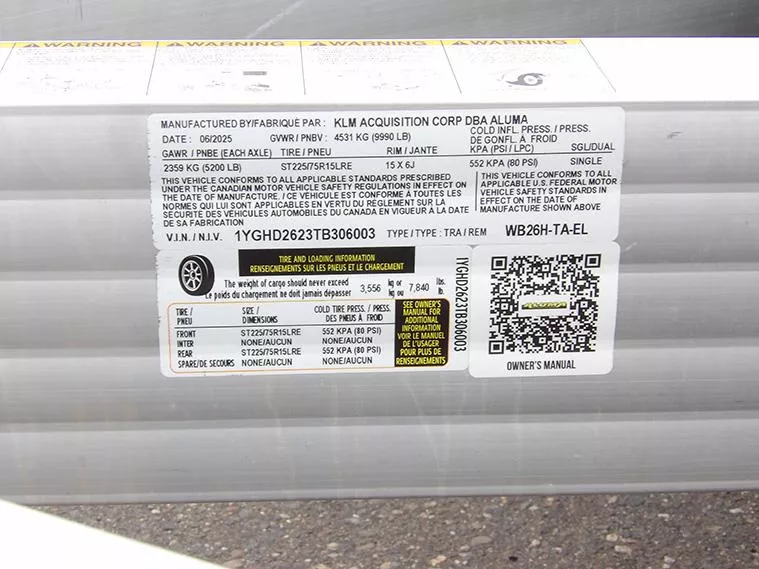 WARNING WARNING WARNING WARNING
MANUFACTURED BY/FABRIQUÉ PAR : KLM ACQUISITION CORP DBA ALUMA
DATE : 06/2025 GVWR / PNBV : 4531 KG (9990 LB)
COLD INFL. PRESS. / PRESS.
DE GONFL. À FROID
GAWR / PNBE (EACH AXLE) TIRE / PNEU RIM / JANTE KPA (PSI / LPC) SGL/DUAL
2359 KG (5200 LB) ST225/75R15LRE 15 X 6J 552 KPA (80 PSI) SINGLE
THIS VEHICLE CONFORMS TO ALL APPLICABLE STANDARDS PRESCRIBED
UNDER THE CANADIAN MOTOR VEHICLE SAFETY REGULATIONS IN EFFECT ON
THE DATE OF MANUFACTURE. / CE VÉHICULE EST CONFORME À TOUTES LES
NORMES QUI LUI SONT APPLICABLES EN VERTU DU RÈGLEMENT SUR LA
SÉCURITÉ DES VÉHICULES AUTOMOBILES DU CANADA EN VIGUEUR À LA DATE
DE SA FABRICATION
THIS VEHICLE CONFORMS TO ALL
APPLICABLE U.S. FEDERAL MOTOR
VEHICLE SAFETY STANDARDS IN
EFFECT ON THE DATE OF
MANUFACTURE SHOWN ABOVE
V.I.N. / N.I.V. 1YGHD2623TB306003 TYPE / TYPE : TRA / REM WB26H-TA-EL
TIRE AND LOADING INFORMATION
RENSEIGNEMENTS SUR LES PNEUS ET LE CHARGEMENT
The weight of cargo should never exceed
Le poids du chargement ne doit jamais dépasser
3,556 kg or 7,840 lbs.
kg ou lb.
TIRE / SIZE / COLD TIRE PRESS. / PRESS.
PNEU DIMENSIONS DES PNEUS À FROID
FRONT ST225/75R15LRE 552 KPA (80 PSI)
INTER NONE/AUCUN NONE/AUCUN
REAR ST225/75R15LRE 552 KPA (80 PSI)
SPARE/DE SECOURS NONE/AUCUN NONE/AUCUN
SEE OWNER'S
MANUAL FOR
ADDITIONAL
INFORMATION
VOIR LE MANUEL
DE L'USAGER
POUR PLUS DE
RENSEIGNEMENTS
1YGHD2623TB306003
ALUMA
OWNER'S MANUAL